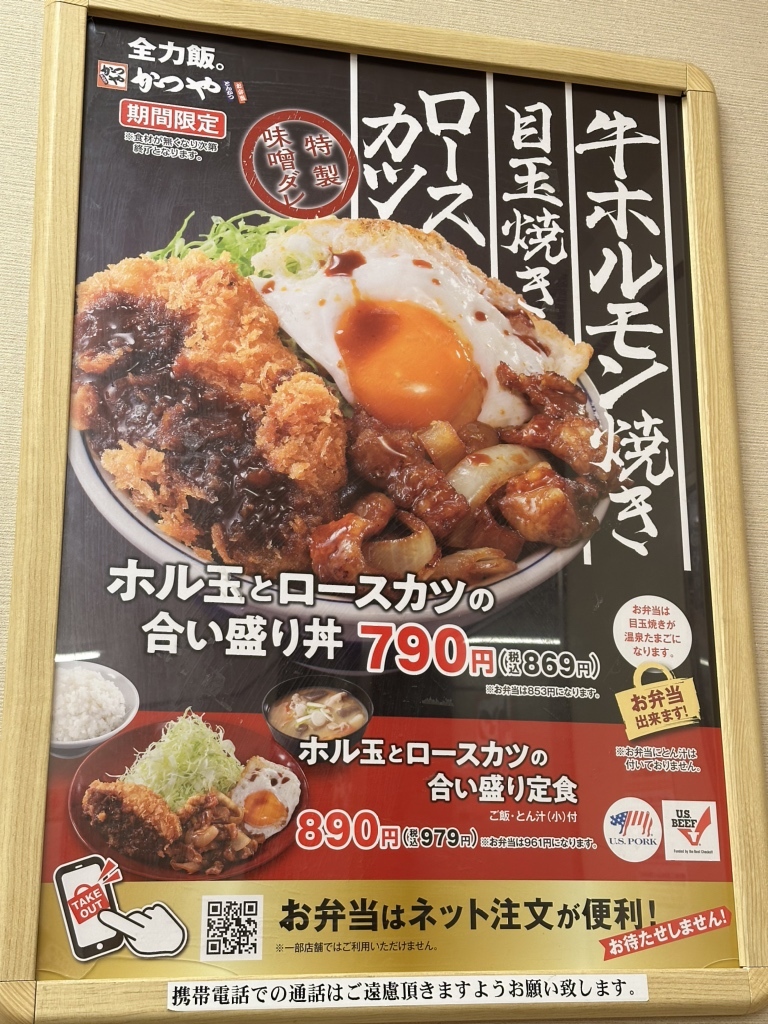 全力飯。
かつや
期間限定
※食材が無くなり次第
終了となります。
特製
味噌ダレ
牛ホルモン焼き
目玉焼き
ロース
カツ
ホル玉とロースカツの
合い盛り丼 790円(税込869円)
※お弁当は853円になります。
お弁当は
目玉焼きが
温泉たまごに
なります。
お弁当
出来ます!
※お弁当にとん汁は
付いておりません。
ホル玉とロースカツの
合い盛り定食
ご飯・とん汁(小)付
890円(税込979円)※お弁当は961円になります。
U.S. PORK
U.S.
BEEF
TAKE
OUT
お弁当はネット注文が便利!
※一部店舗ではご利用いただけません。
お待たせしません!
携帯電話での通話はご遠慮頂きますようお願い致します。